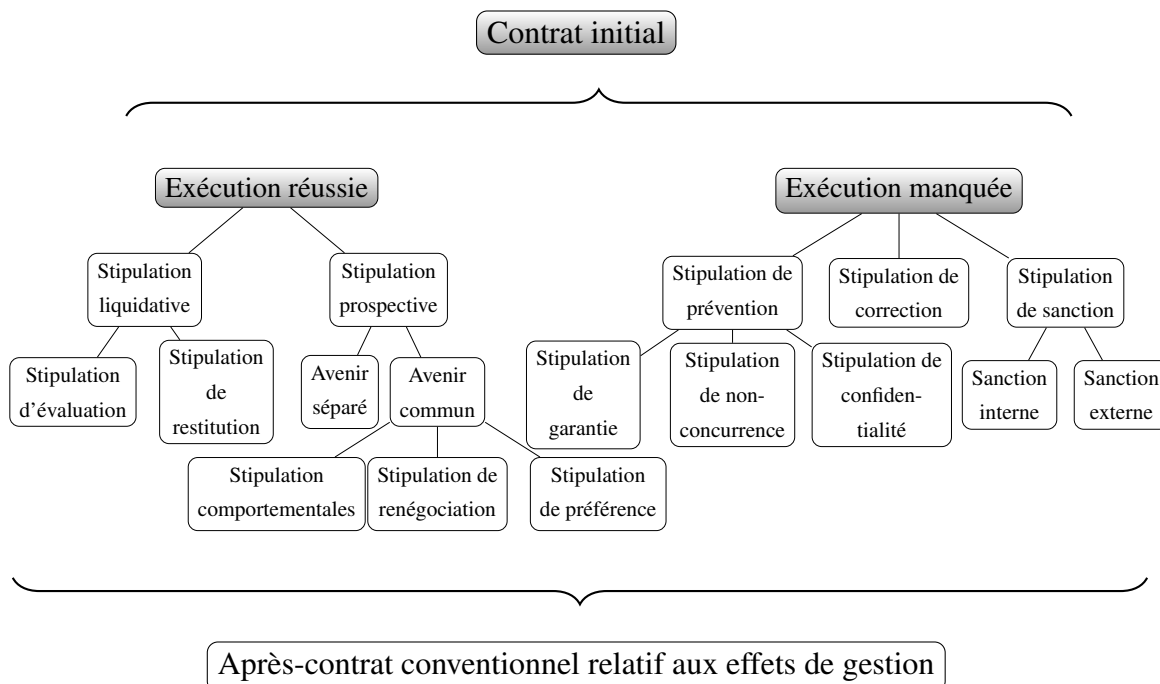 Contrat initial
Exécution réussie
Exécution manquée
Stipulation
liquidative
Stipulation
prospective
Stipulation de
prévention
Stipulation de
correction
Stipulation
de sanction
Stipulation
d'évaluation
Stipulation
de
restitution
Avenir
séparé
Avenir
commun
Stipulation
de
garantie
Stipulation
de non-
concurrence
Stipulation de
confiden-
tialité
Sanction
interne
Sanction
externe
Stipulation
comportementales
Stipulation de
renégociation
Stipulation
de préférence
Après-contrat conventionnel relatif aux effets de gestion